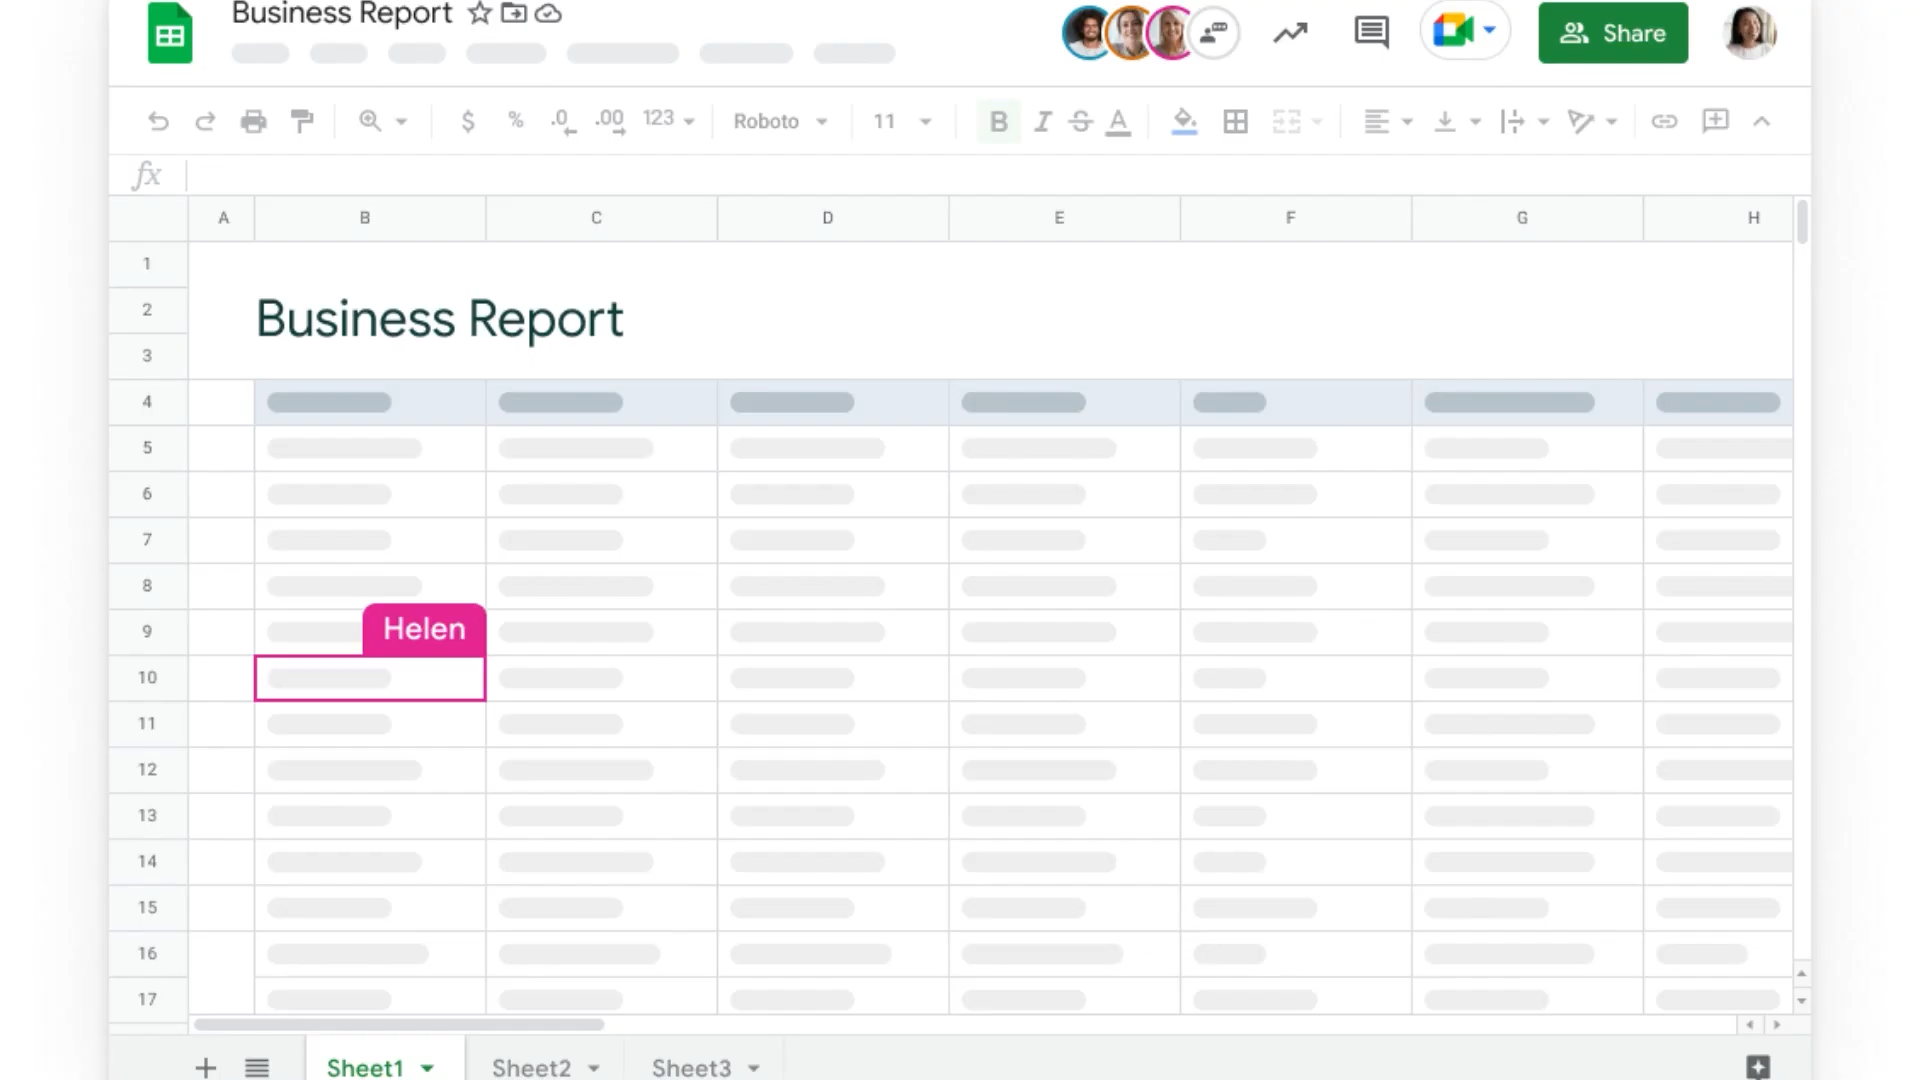 Business Report
Share
$ % .0 .00 123 Roboto 11 B I S A
fx
A B C D E F G H
1
Business Report
2
3
4
5
6
7
8
9
Helen
10
11
12
13
14
15
16
17
Sheet1 Sheet2 Sheet3